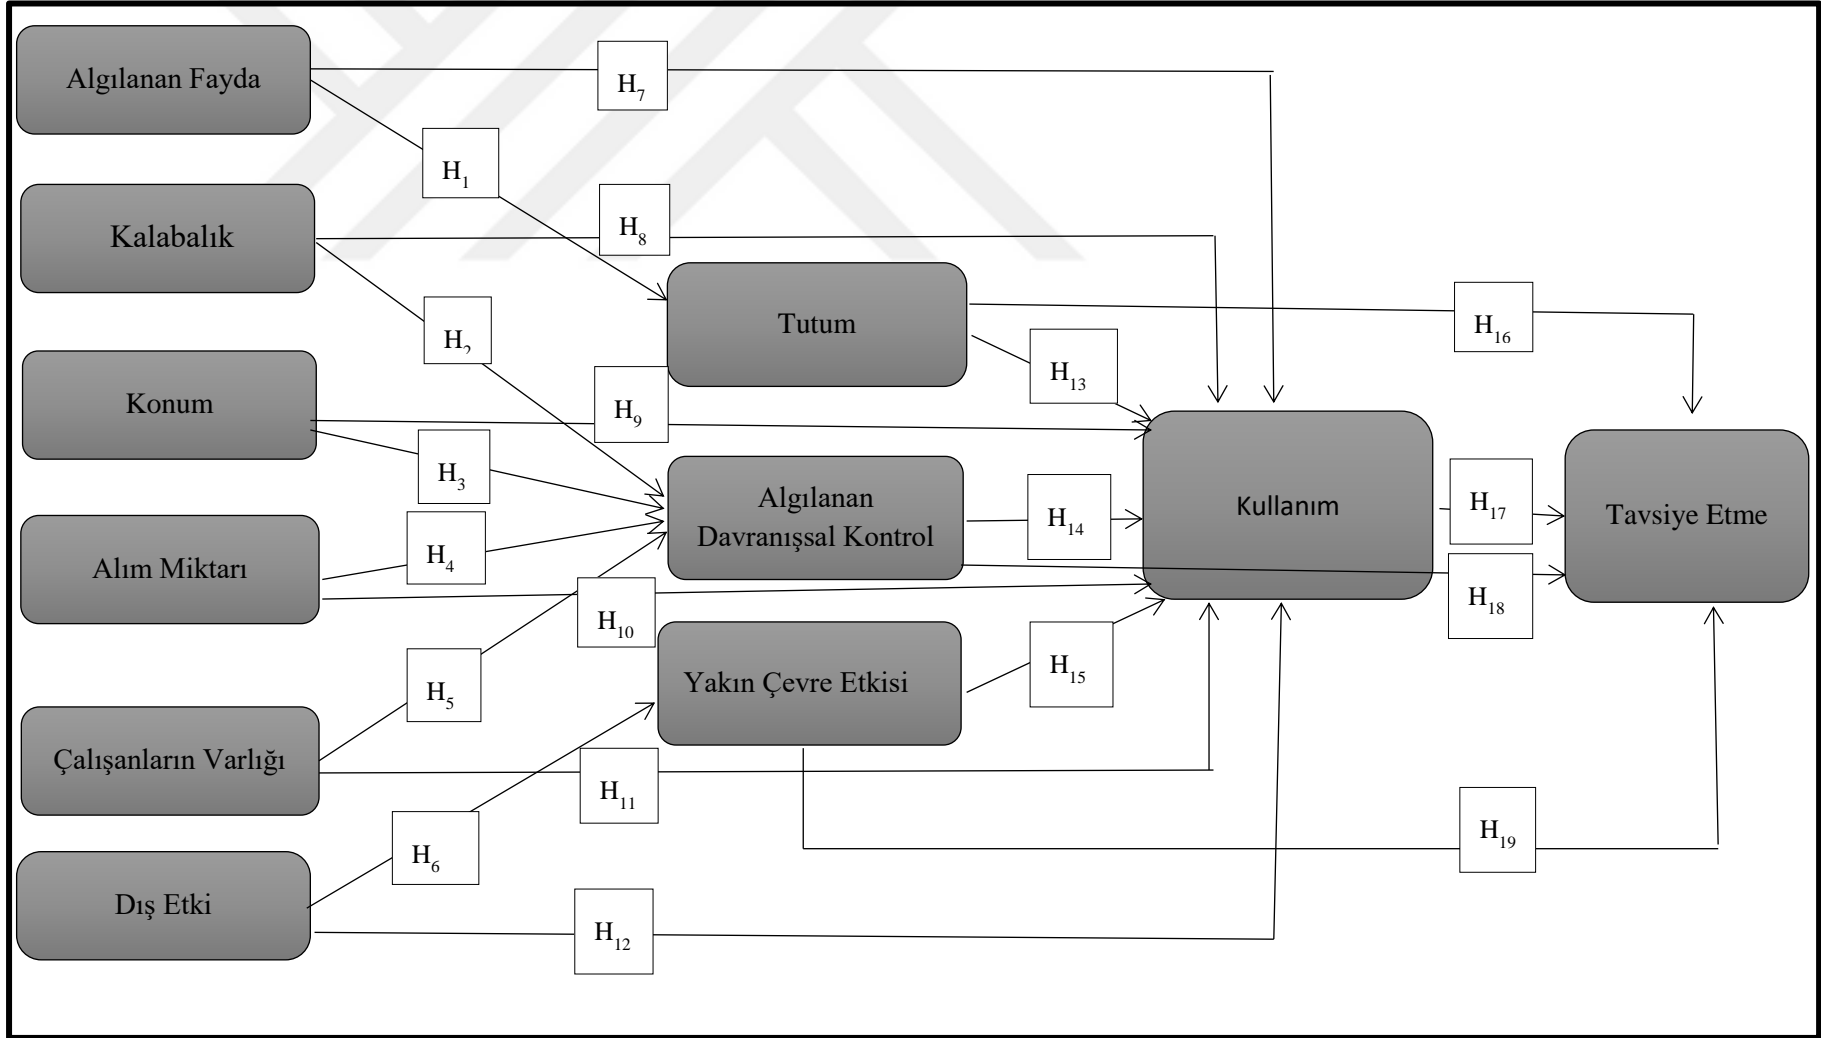 Algılanan Fayda
H7
H1
Kalabalık
H8
H2
Tutum
H16
H13
Konum
H9
H3
Algılanan
Davranışsal Kontrol
H14
Kullanım
H17
Tavsiye Etme
Alım Miktarı
H4
H10
H18
Çalışanların Varlığı
H5
Yakın Çevre Etkisi
H15
H11
H19
Dış Etki
H6
H12